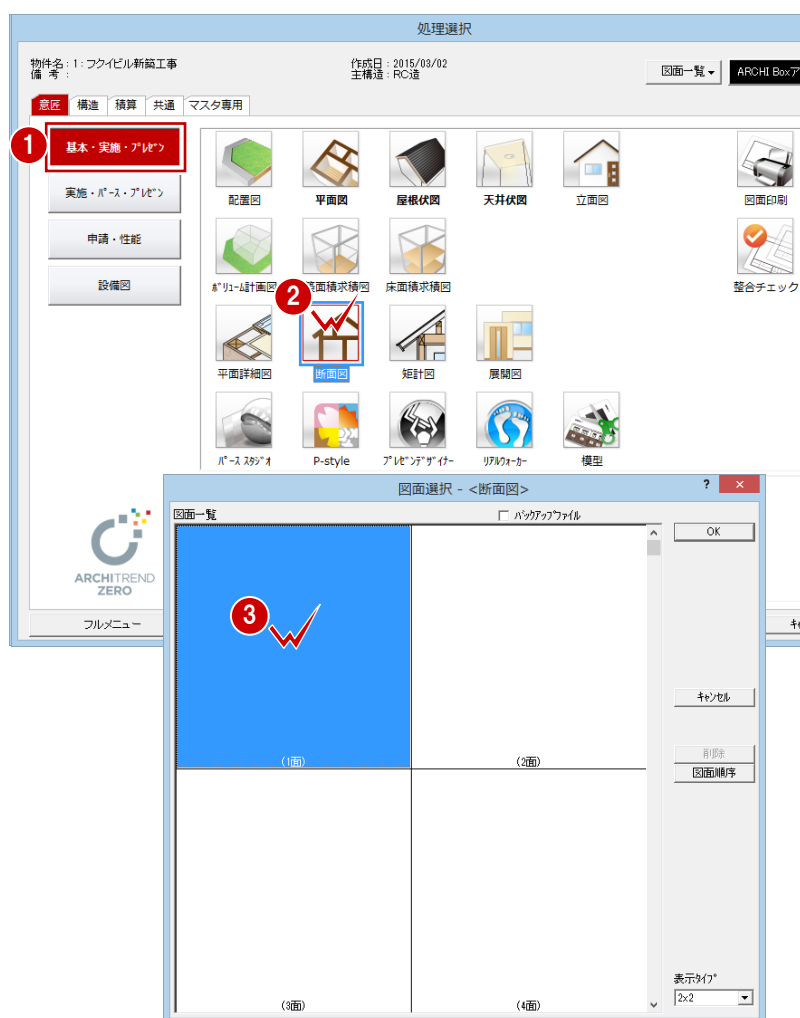 処理選択
物件名：1：フクイビル新築工事
備 考：
作成日：2015/03/02
主構造：RC造
図面一覧
意匠 構造 積算 共通 マスタ専用
1
基本・実施・ﾌﾟﾚｾﾞﾝ
実施・ﾊﾟｰｽ・ﾌﾟﾚｾﾞﾝ
申請・性能
設備図
配置図 平面図 屋根伏図 天井伏図 立面図 図面印刷
ﾎﾞﾘｭｰﾑ計画図 面積求積図 床面積求積図 整合チェック
2
平面詳細図 断面図 矩計図 展開図
ﾊﾟｰｽ ｽﾀｼﾞｵ P-style ﾌﾟﾚｾﾞﾝﾃﾞｻﾞｲﾅｰ ﾘｱﾙｳｫｰｶｰ 模型
ARCHITREND
ZERO
フルメニュー
図面選択 - <断面図>
? ×
図面一覧
ﾊﾞｯｸｱｯﾌﾟﾌｧｲﾙ
OK
3
キャンセル
(1面) (2面)
削除
図面順序
表示ﾀｲﾌﾟ
2x2
(3面) (4面)